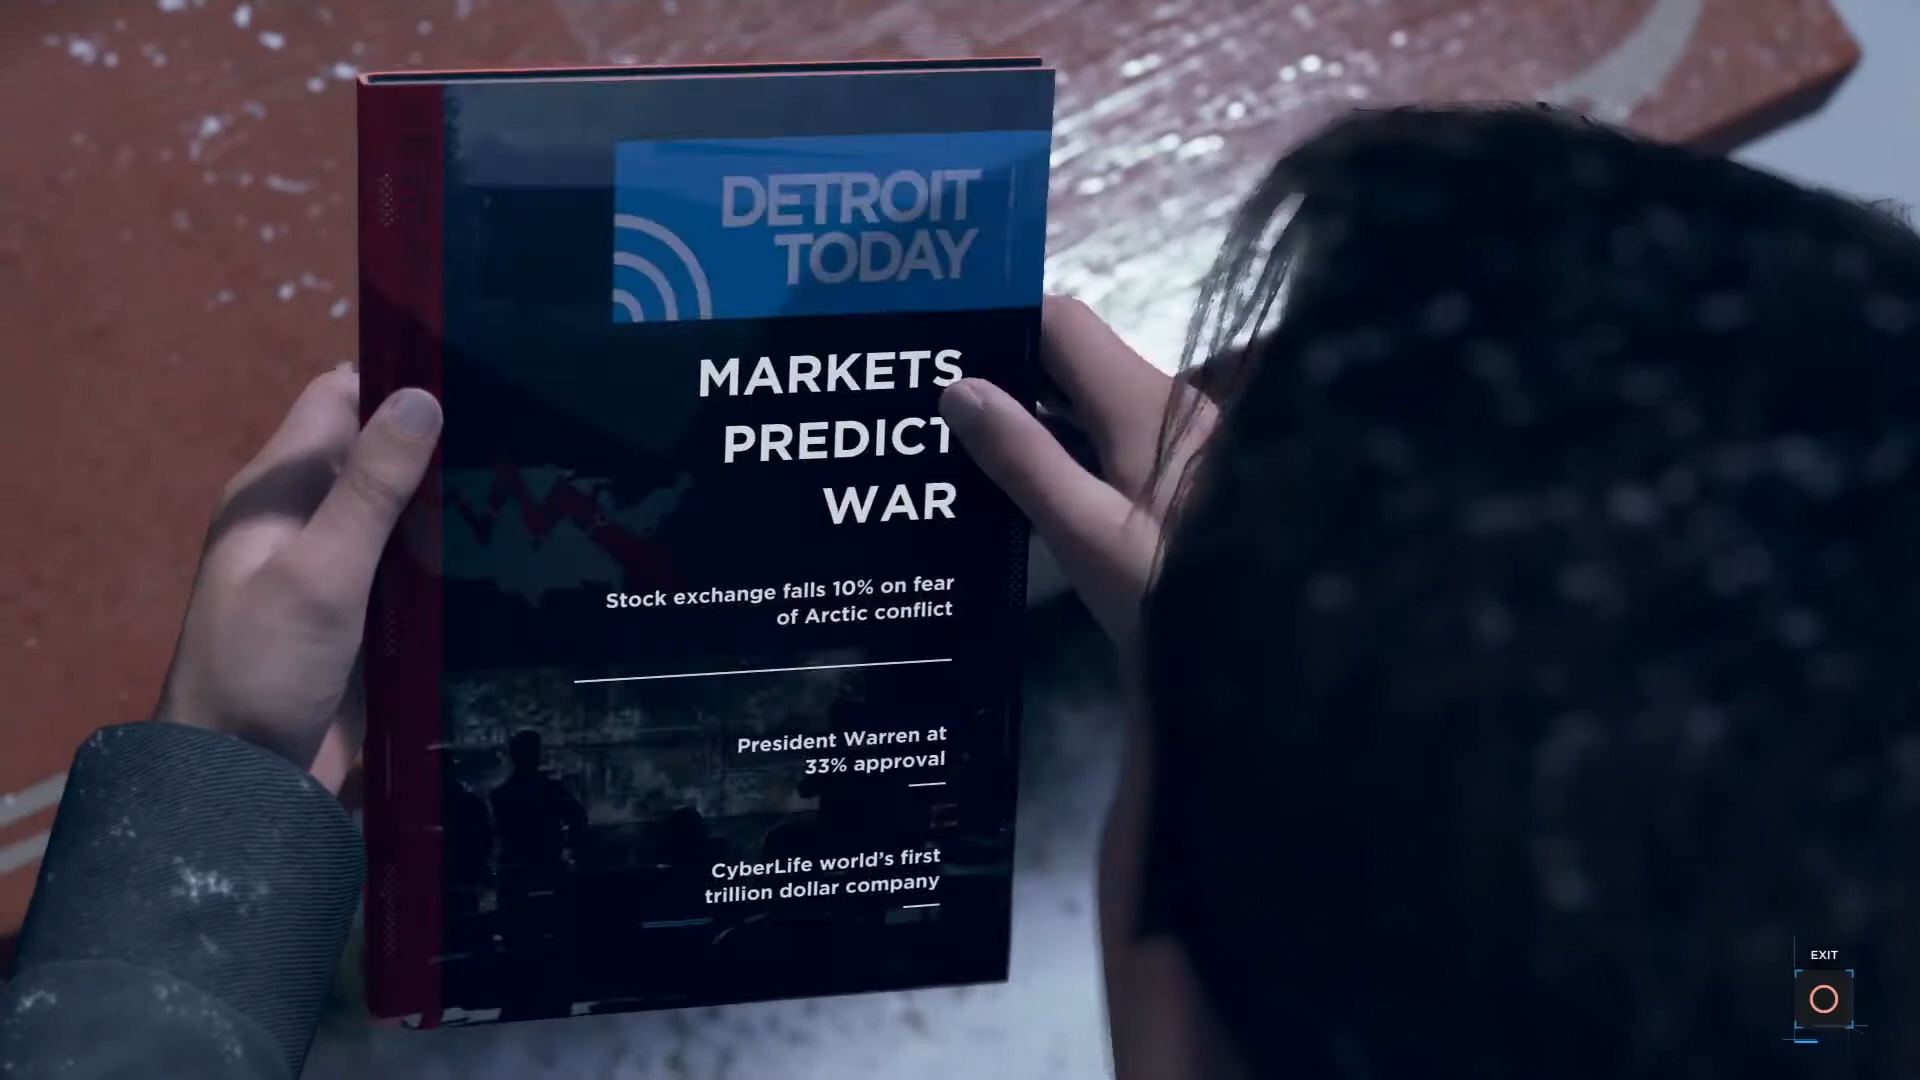 DETROIT
TODAY
MARKETS
PREDICT
WAR
Stock exchange falls 10% on fear
of Arctic conflict
President Warren at
33% approval
CyberLife world's first
trillion dollar company
EXIT